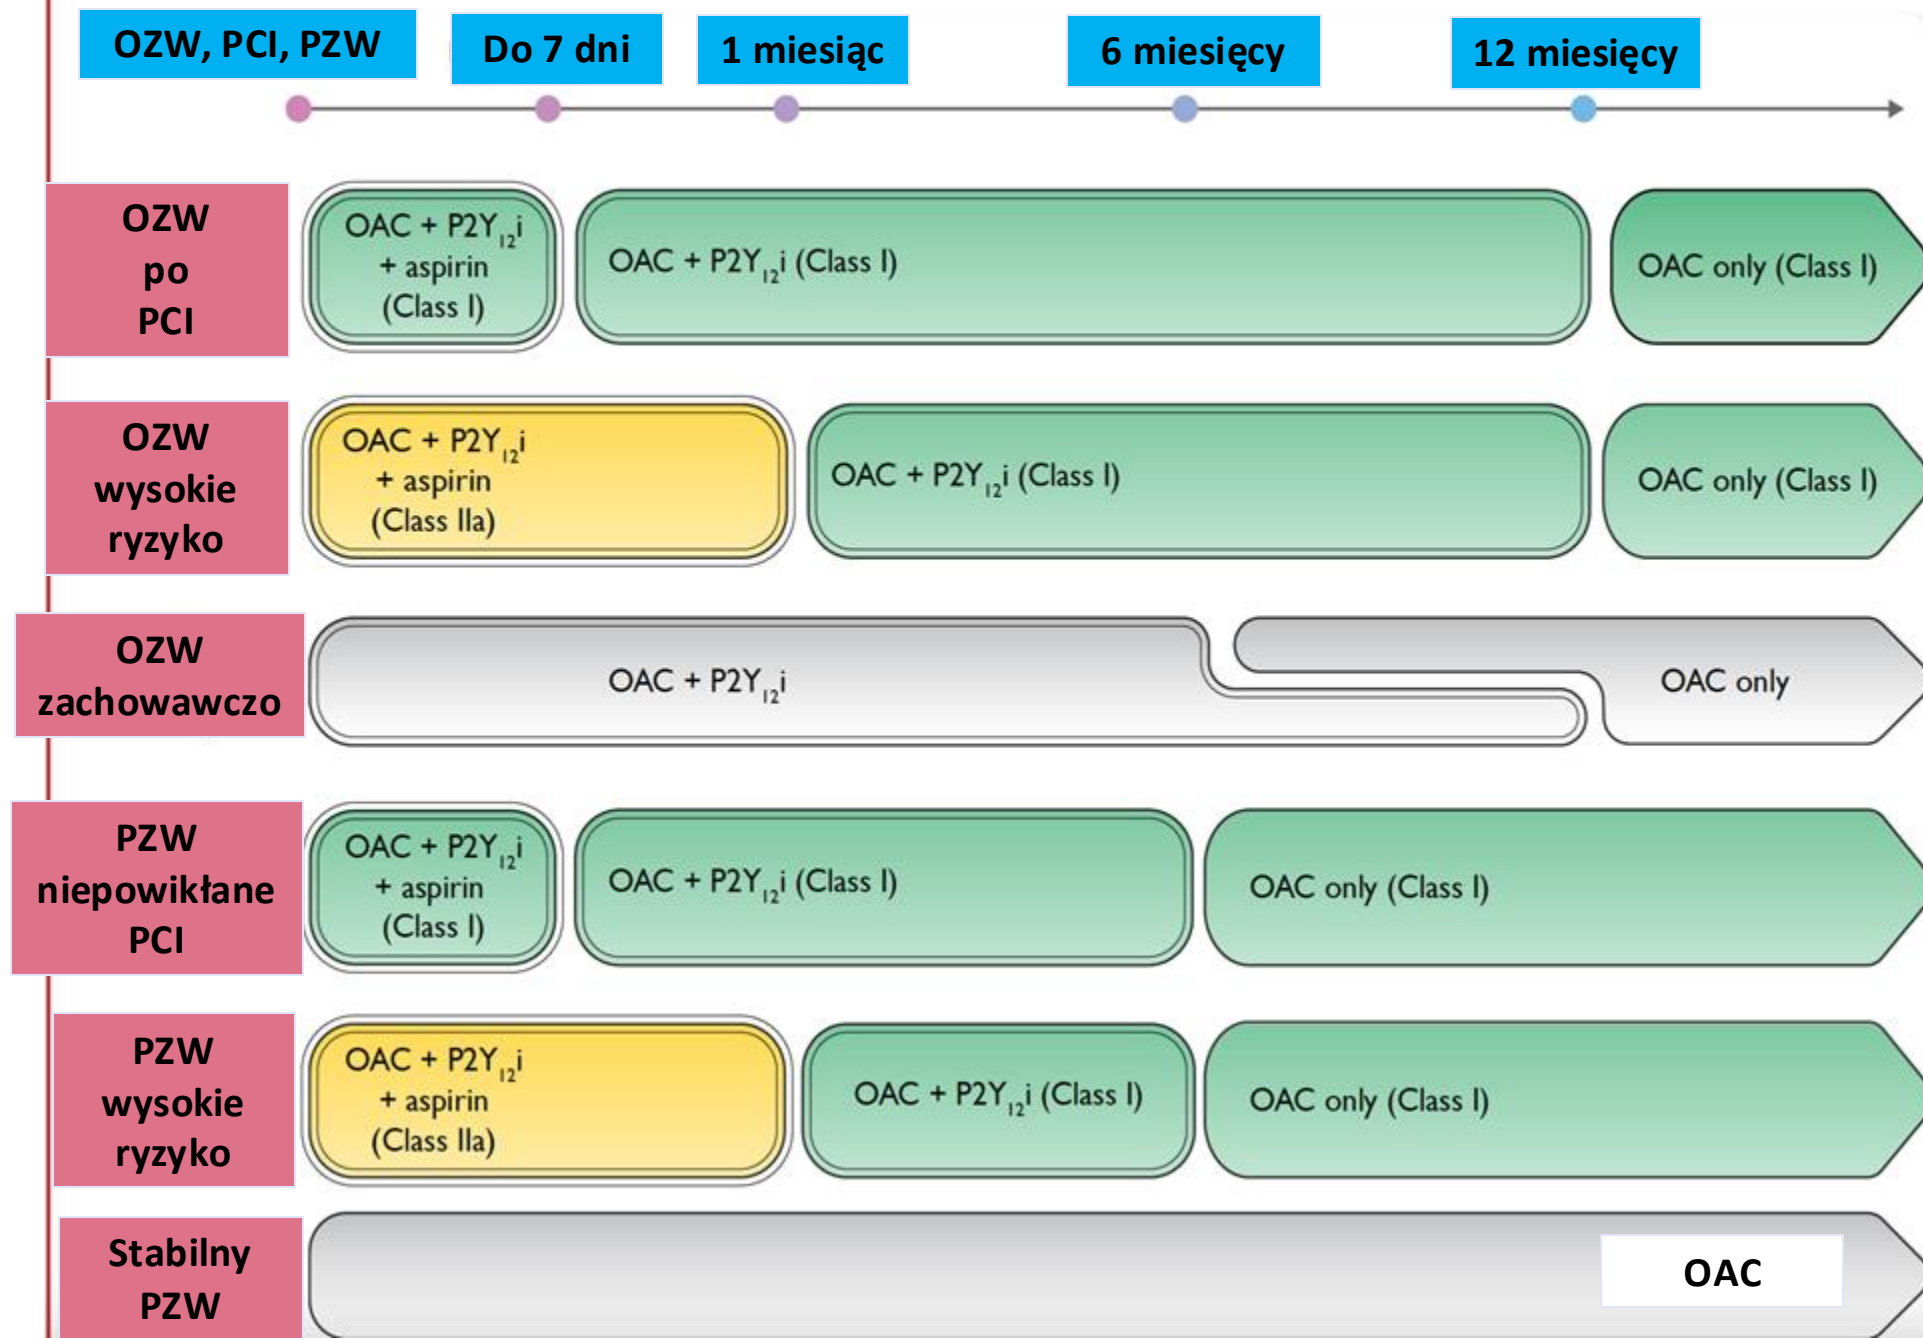 OZW, PCI, PZW
Do 7 dni
1 miesiąc
6 miesięcy
12 miesięcy
OZW
po
PCI
OAC + P2Y₁₂i
+ aspirin
(Class I)
OAC + P2Y₁₂i (Class I)
OAC only (Class I)
OZW
wysokie
ryzyko
OAC + P2Y₁₂i
+ aspirin
(Class IIa)
OAC + P2Y₁₂i (Class I)
OAC only (Class I)
OZW
zachowawczo
OAC + P2Y₁₂i
OAC only
PZW
niepowikłane
PCI
OAC + P2Y₁₂i
+ aspirin
(Class I)
OAC + P2Y₁₂i (Class I)
OAC only (Class I)
PZW
wysokie
ryzyko
OAC + P2Y₁₂i
+ aspirin
(Class IIa)
OAC + P2Y₁₂i (Class I)
OAC only (Class I)
Stabilny
PZW
OAC